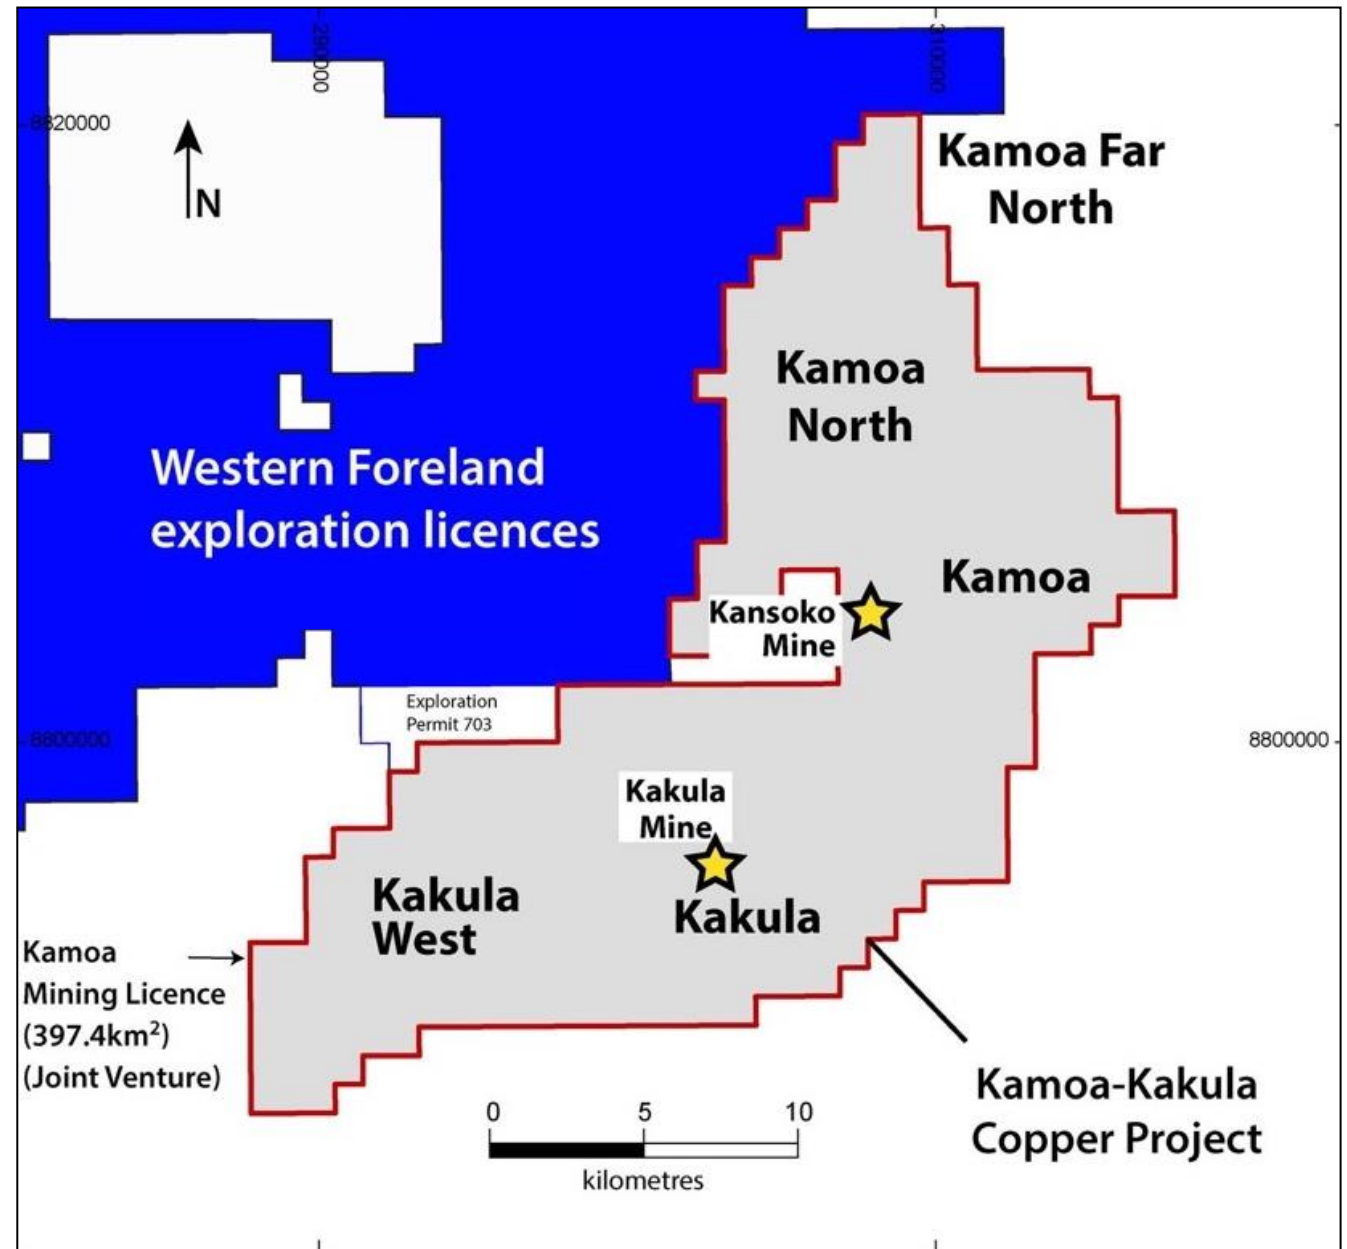 290000
310000
8820000
N
Kamoa Far
North
Kamoa
North
Western Foreland
exploration licences
Kamoa
Kansoko
Mine
Exploration
Permit 703
8800000
8800000
Kakula
Mine
Kakula
West
Kakula
Kamoa
Mining Licence
(397.4km²)
(Joint Venture)
Kamoa-Kakula
Copper Project
0 5 10
kilometres